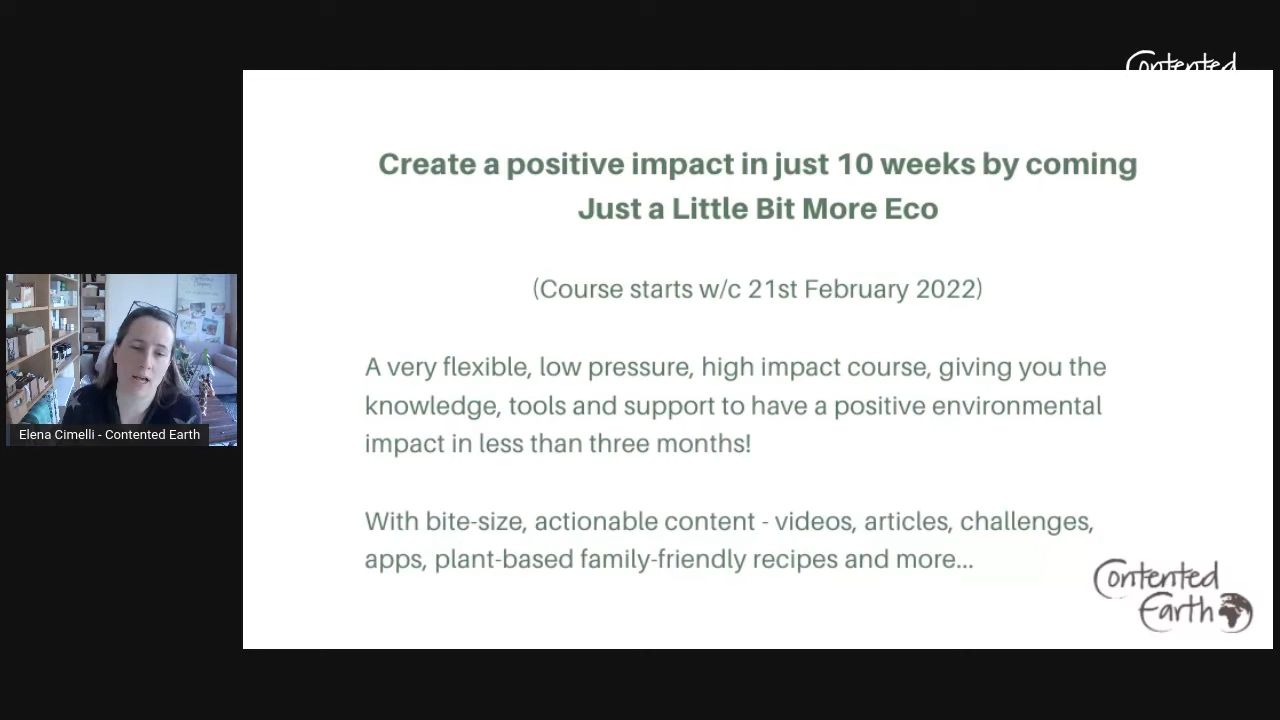 Contented
Create a positive impact in just 10 weeks by coming
Just a Little Bit More Eco
(Course starts w/c 21st February 2022)
A very flexible, low pressure, high impact course, giving you the
knowledge, tools and support to have a positive environmental
impact in less than three months!
With bite-size, actionable content - videos, articles, challenges,
apps, plant-based family-friendly recipes and more...
Contented
Earth
Elena Cimelli - Contented Earth